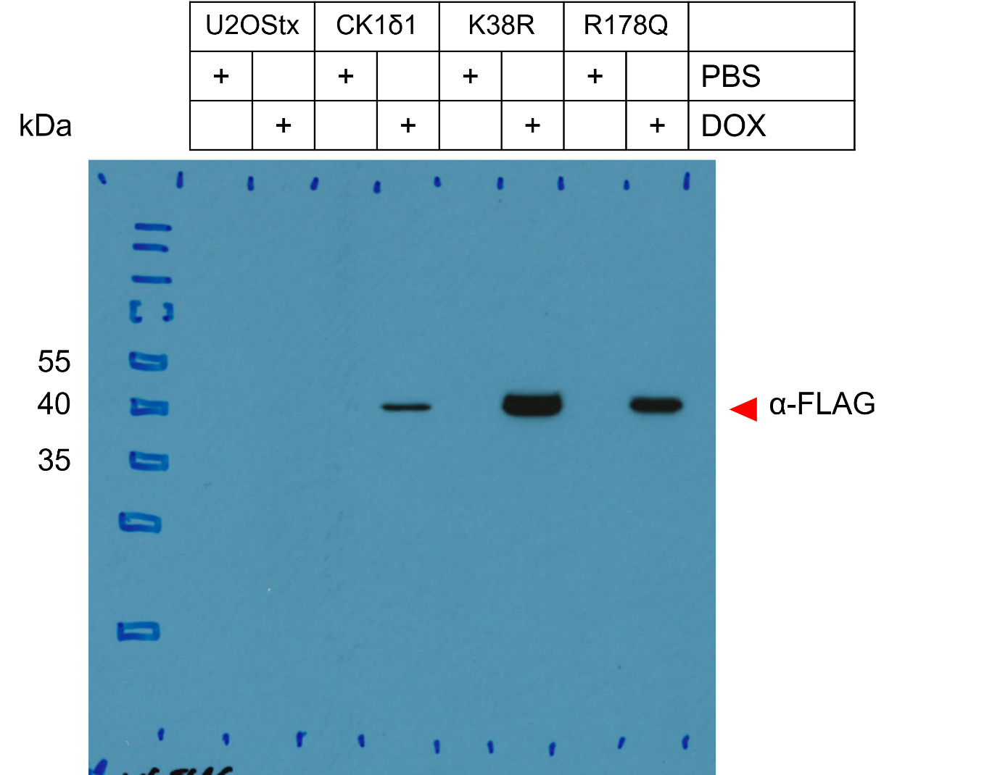 U2OStx CK1δ1 K38R R178Q
+ + + + PBS
kDa + + + + DOX
55
40 α-FLAG
35